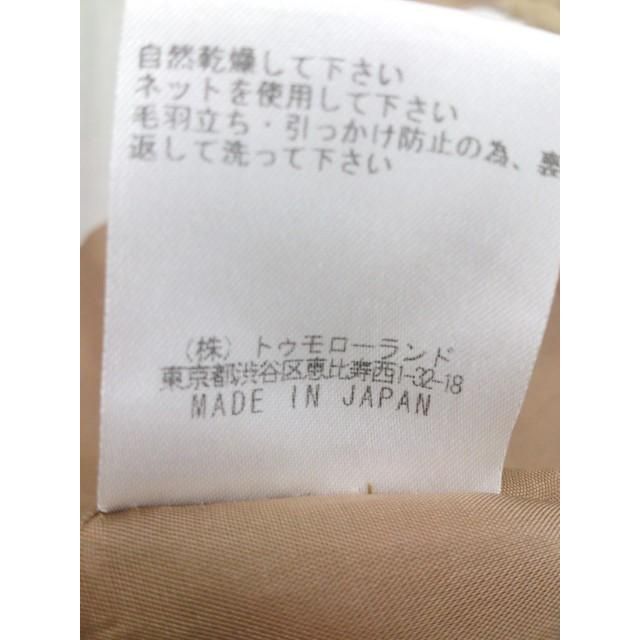 自然乾燥して下さい
ネットを使用して下さい
毛羽立ち・引っかけ防止の為、裏
返して洗って下さい
（株）トゥモローランド
東京都渋谷区恵比寿西1-32-18
MADE IN JAPAN